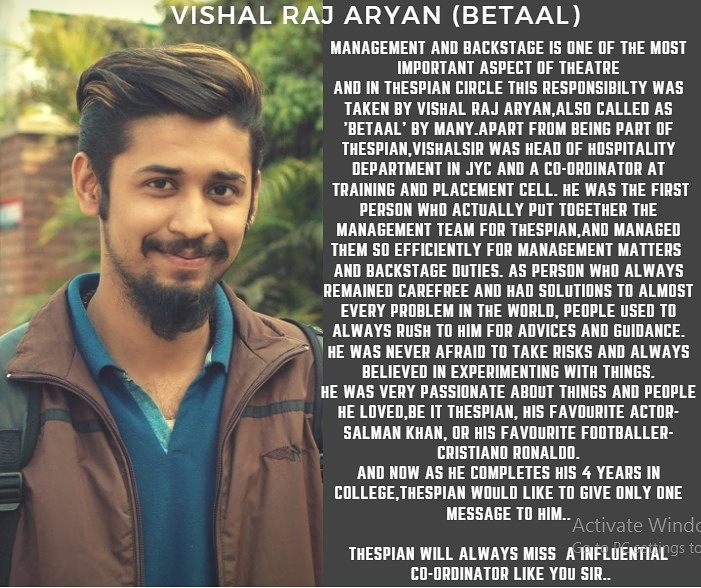 VISHAL RAJ ARYAN (BETAAL)
MANAGEMENT AND BACKSTAGE IS ONE OF THE MOST
IMPORTANT ASPECT OF THEATRE
AND IN THESPIAN CIRCLE THIS RESPONSIBILTY WAS
TAKEN BY VISHAL RAJ ARYAN,ALSO CALLED AS
'BETAAL' BY MANY.APART FROM BEING PART OF
THESPIAN,VISHALSIR WAS HEAD OF HOSPITALITY
DEPARTMENT IN JYC AND A CO-ORDINATOR AT
TRAINING AND PLACEMENT CELL. HE WAS THE FIRST
PERSON WHO ACTUALLY PUT TOGETHER THE
MANAGEMENT TEAM FOR THESPIAN,AND MANAGED
THEM SO EFFICIENTLY FOR MANAGEMENT MATTERS
AND BACKSTAGE DUTIES. AS PERSON WHO ALWAYS
REMAINED CAREFREE AND HAD SOLUTIONS TO ALMOST
EVERY PROBLEM IN THE WORLD, PEOPLE USED TO
ALWAYS RUSH TO HIM FOR ADVICES AND GUIDANCE.
HE WAS NEVER AFRAID TO TAKE RISKS AND ALWAYS
BELIEVED IN EXPERIMENTING WITH THINGS.
HE WAS VERY PASSIONATE ABOUT THINGS AND PEOPLE
HE LOVED,BE IT THESPIAN, HIS FAVOURITE ACTOR-
SALMAN KHAN, OR HIS FAVOURITE FOOTBALLER-
CRISTIANO RONALDO.
AND NOW AS HE COMPLETES HIS 4 YEARS IN
COLLEGE,THESPIAN WOULD LIKE TO GIVE ONLY ONE
MESSAGE TO HIM..
Activate Windo
Go to PC settings to
THESPIAN WILL ALWAYS MISS A INFLUENTIAL
CO-ORDINATOR LIKE YOU SIR..